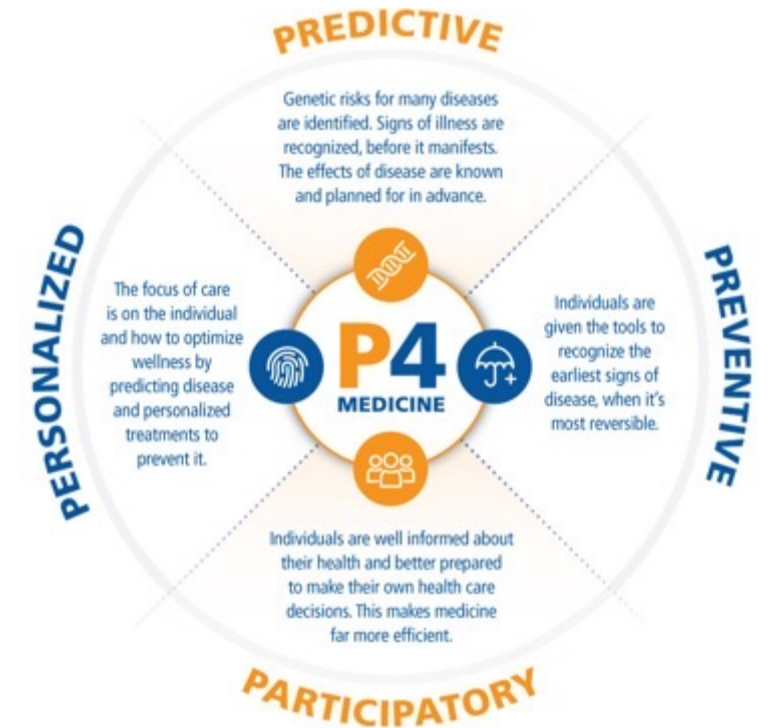 PREDICTIVE
Genetic risks for many diseases
are identified. Signs of illness are
recognized, before it manifests.
The effects of disease are known
and planned for in advance.
PERSONALIZED
The focus of care
is on the individual
and how to optimize
wellness by
predicting disease
and personalized
treatments to
prevent it.
P4
MEDICINE
PREVENTIVE
Individuals are
given the tools to
recognize the
earliest signs of
disease, when it's
most reversible.
Individuals are well informed about
their health and better prepared
to make their own health care
decisions. This makes medicine
far more efficient.
PARTICIPATORY